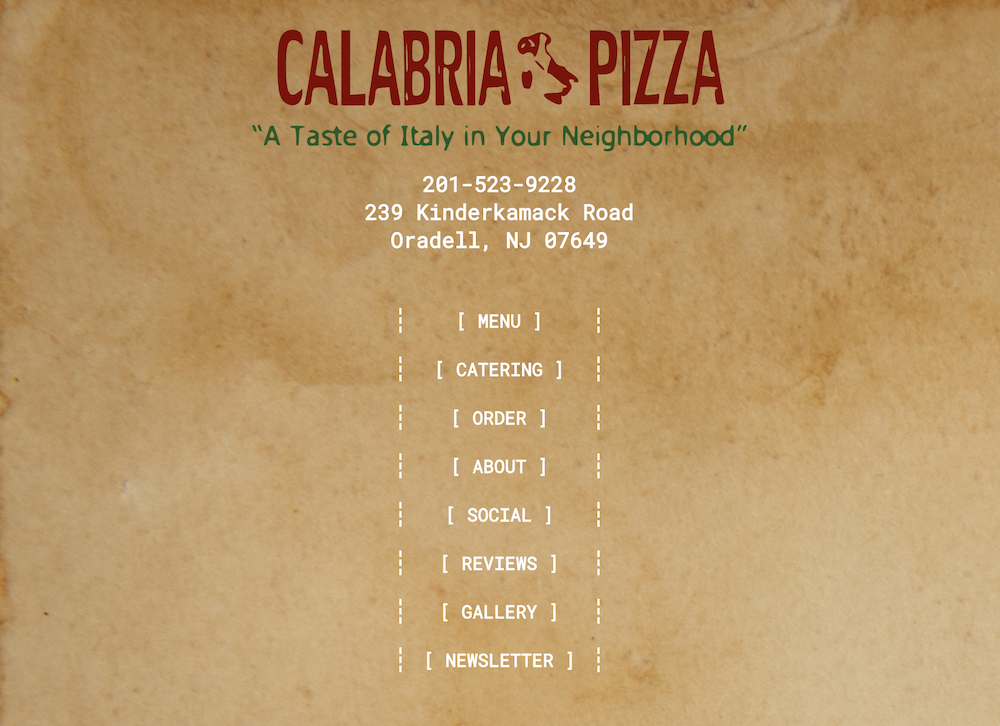 CALABRIA PIZZA
“A Taste of Italy in Your Neighborhood”
201-523-9228
239 Kinderkamack Road
Oradell, NJ 07649
¦ [ MENU ] ¦
¦ [ CATERING ] ¦
¦ [ ORDER ] ¦
¦ [ ABOUT ] ¦
¦ [ SOCIAL ] ¦
¦ [ REVIEWS ] ¦
¦ [ GALLERY ] ¦
¦ [ NEWSLETTER ] ¦